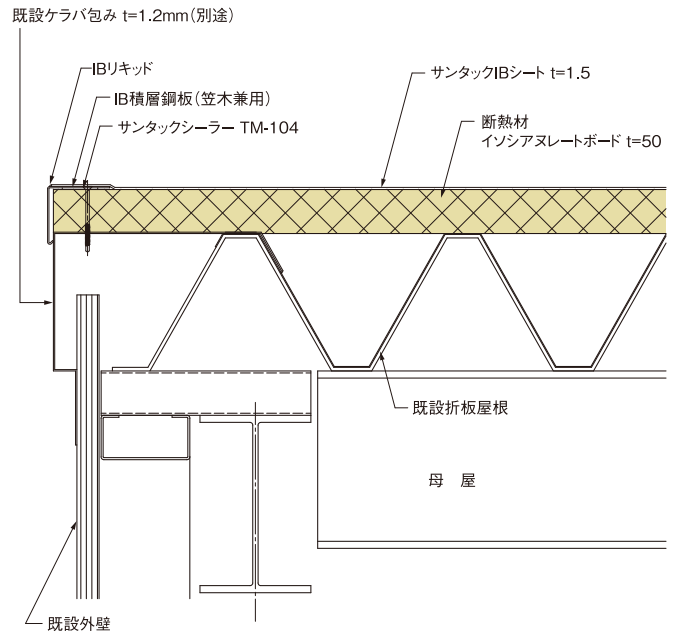 既設ケラバ包み t=1.2mm(別途)
IBリキッド
IB積層鋼板(笠木兼用)
サンタックシーラー TM-104
サンタックIBシート t=1.5
断熱材
イソシアヌレートボード t=50
既設折板屋根
母 屋
既設外壁